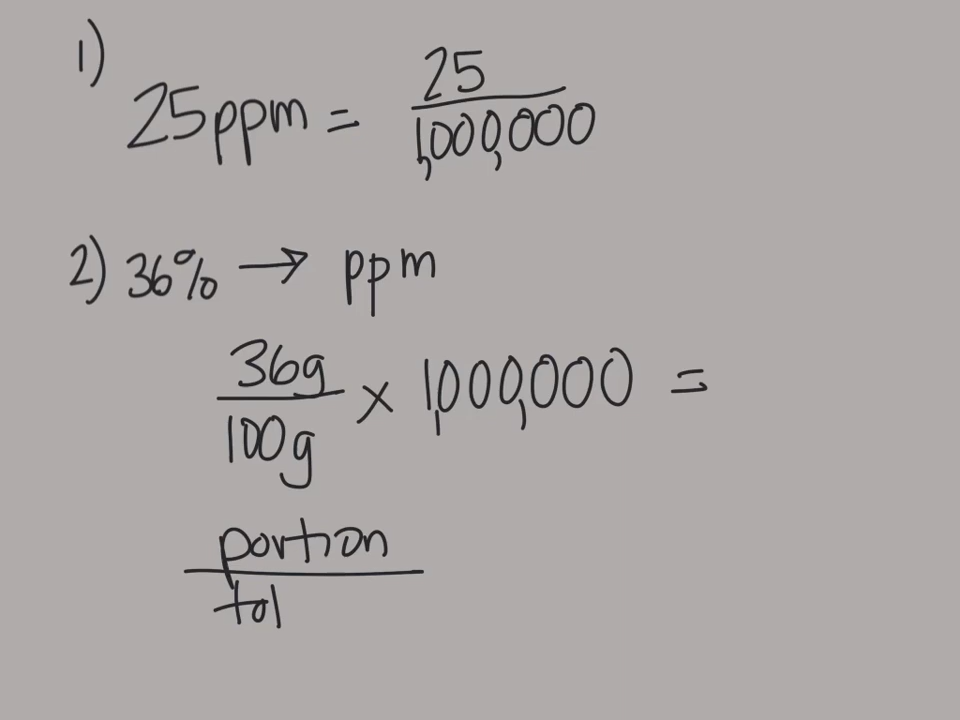 1)
25ppm = 25/1,000,000
2) 36% → ppm
36g/100g × 1,000,000 =
portion
tol